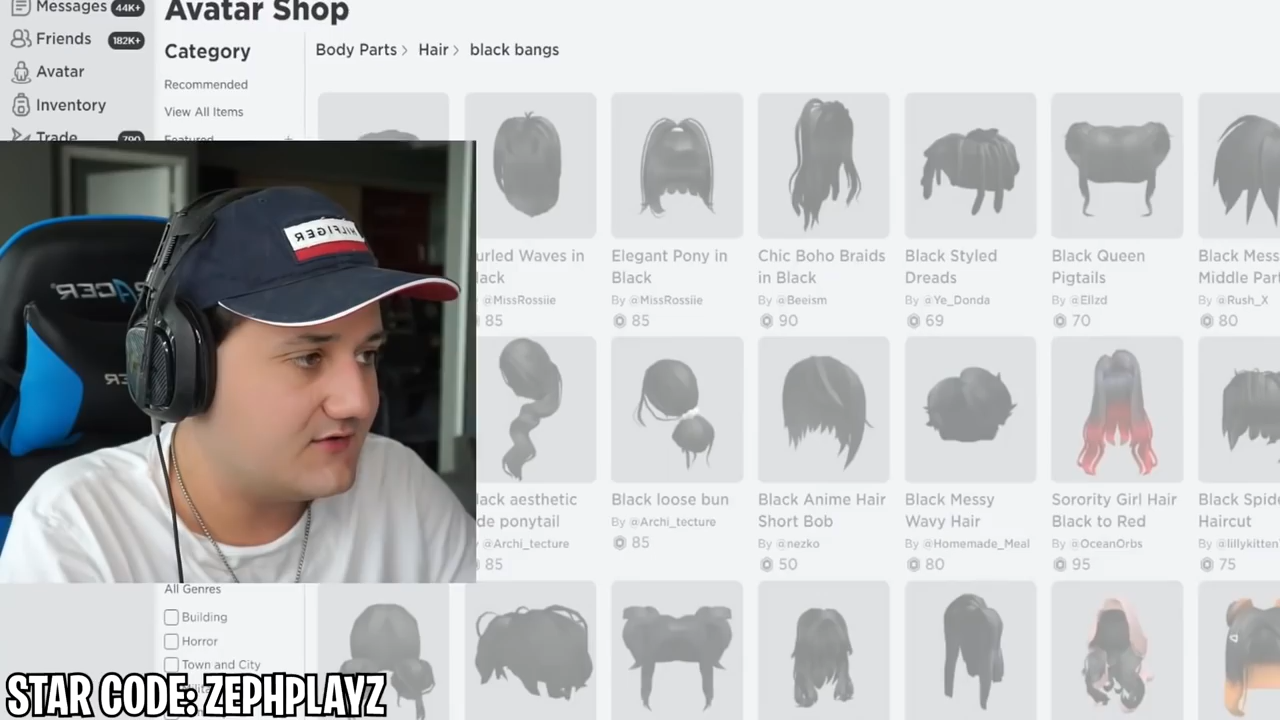 Messages 44K+
Avatar Shop
Friends 182K+
Category
Body Parts > Hair > black bangs
Avatar
Recommended
Inventory
View All Items
Trade 790
Featured
HILFIGER
urled Waves in
lack
@MissRossiie
85
Elegant Pony in
Black
By @MissRossiie
85
Chic Boho Braids
in Black
By @Beeism
90
Black Styled
Dreads
By @Ye_Donda
69
Black Queen
Pigtails
By @Ellzd
70
Black Mess
Middle Par
By @Rush_X
80
lack aesthetic
de ponytail
@Archi_tecture
85
Black loose bun
By @Archi_tecture
85
Black Anime Hair
Short Bob
By @nezko
50
Black Messy
Wavy Hair
By @Homemade_Meal
80
Sorority Girl Hair
Black to Red
By @OceanOrbs
95
Black Spid
Haircut
By @lillykitten
75
All Genres
Building
Horror
Town and City
STAR CODE: ZEPHPLAYZ